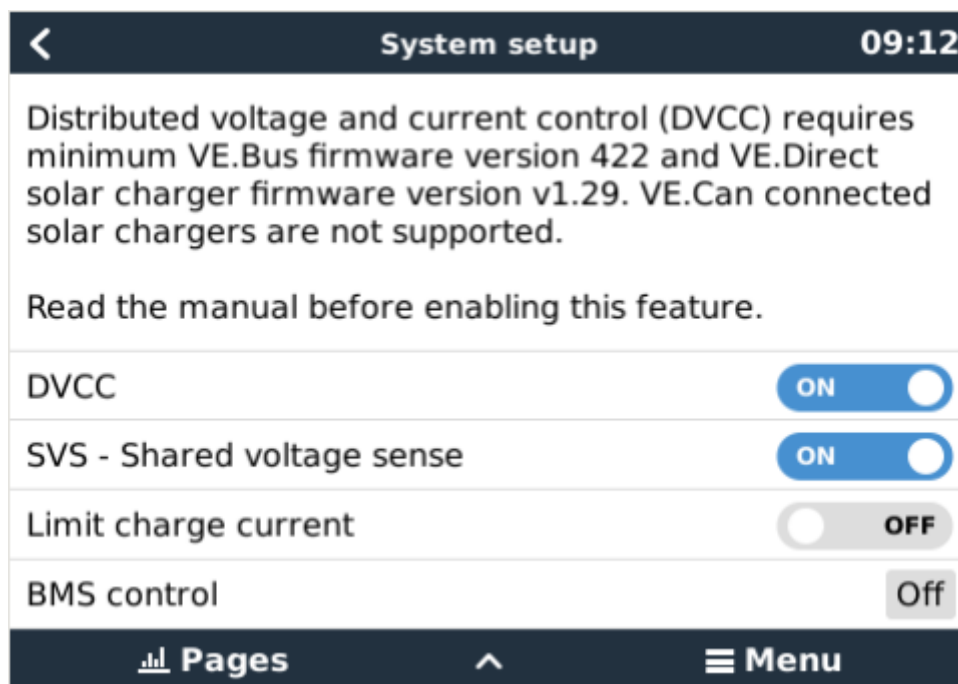 System setup 09:12
Distributed voltage and current control (DVCC) requires
minimum VE.Bus firmware version 422 and VE.Direct
solar charger firmware version v1.29. VE.Can connected
solar chargers are not supported.
Read the manual before enabling this feature.
DVCC ON
SVS - Shared voltage sense ON
Limit charge current OFF
BMS control Off
Pages Menu